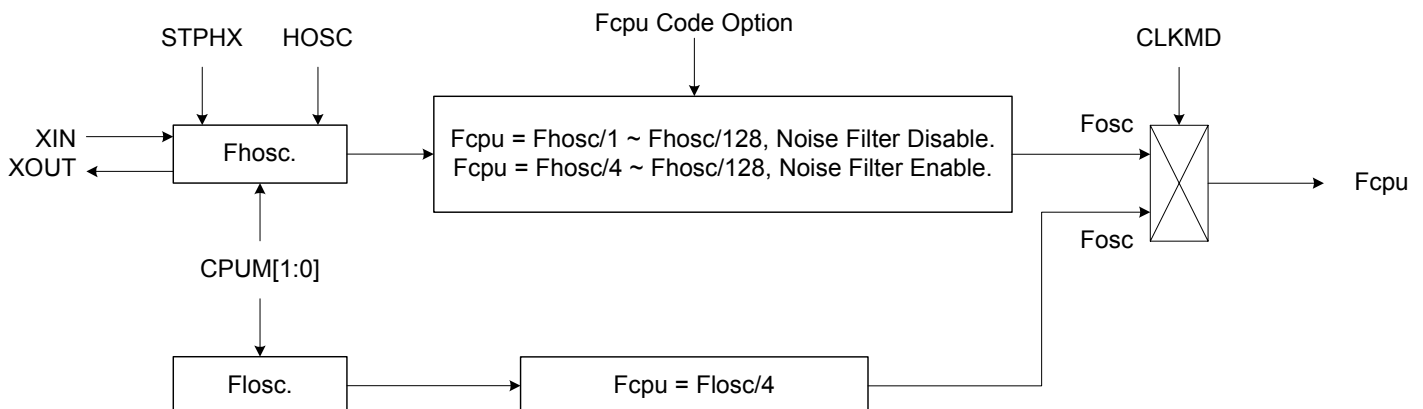 Fcpu Code Option
STPHX
HOSC
CLKMD
XIN
XOUT
Fhosc.
Fcpu = Fhosc/1 ~ Fhosc/128, Noise Filter Disable.
Fcpu = Fhosc/4 ~ Fhosc/128, Noise Filter Enable.
Fosc
Fosc
Fcpu
CPUM[1:0]
Flosc.
Fcpu = Flosc/4